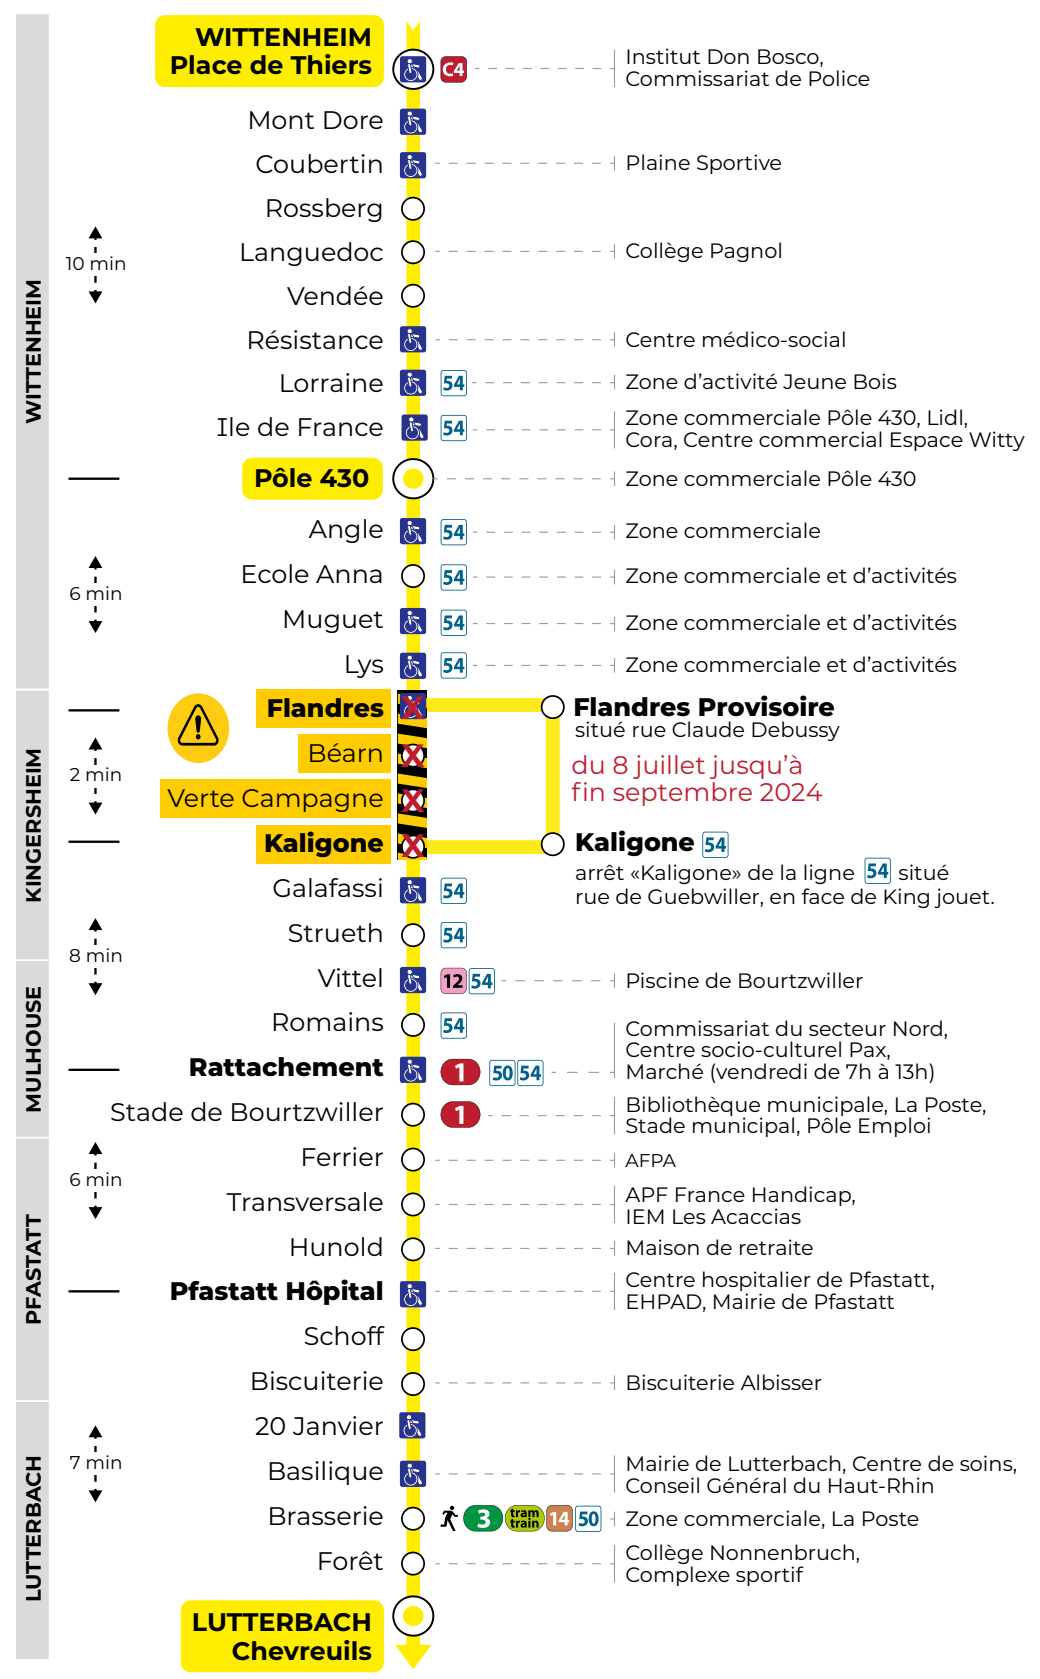 WITTENHEIM
Place de Thiers
C4
Institut Don Bosco,
Commissariat de Police
Mont Dore
Coubertin
Plaine Sportive
Rossberg
10 min
Languedoc
Collège Pagnol
Vendée
WITTENHEIM
Résistance
Centre médico-social
Lorraine
54
Zone d’activité Jeune Bois
Ile de France
54
Zone commerciale Pôle 430, Lidl,
Cora, Centre commercial Espace Witty
Pôle 430
Zone commerciale Pôle 430
Angle
54
Zone commerciale
Ecole Anna
54
Zone commerciale et d’activités
6 min
Muguet
54
Zone commerciale et d’activités
Lys
54
Zone commerciale et d’activités
Flandres
Flandres Provisoire
situé rue Claude Debussy
Béarn
du 8 juillet jusqu’à
fin septembre 2024
2 min
Verte Campagne
KINGERSHEIM
Kaligone
Kaligone 54
arrêt «Kaligone» de la ligne 54 situé
rue de Guebwiller, en face de King jouet.
Galafassi
54
Strueth
54
8 min
Vittel
12 54
Piscine de Bourtzwiller
Romains
54
MULHOUSE
Rattachement
1 50 54
Commissariat du secteur Nord,
Centre socio-culturel Pax,
Marché (vendredi de 7h à 13h)
Stade de Bourtzwiller
1
Bibliothèque municipale, La Poste,
Stade municipal, Pôle Emploi
Ferrier
AFPA
6 min
Transversale
APF France Handicap,
IEM Les Acaccias
Hunold
Maison de retraite
PFASTATT
Pfastatt Hôpital
Centre hospitalier de Pfastatt,
EHPAD, Mairie de Pfastatt
Schoff
Biscuiterie
Biscuiterie Albisser
20 Janvier
7 min
Basilique
Mairie de Lutterbach, Centre de soins,
Conseil Général du Haut-Rhin
LUTTERBACH
Brasserie
3 tram train 14 50
Zone commerciale, La Poste
Forêt
Collège Nonnenbruch,
Complexe sportif
LUTTERBACH
Chevreuils